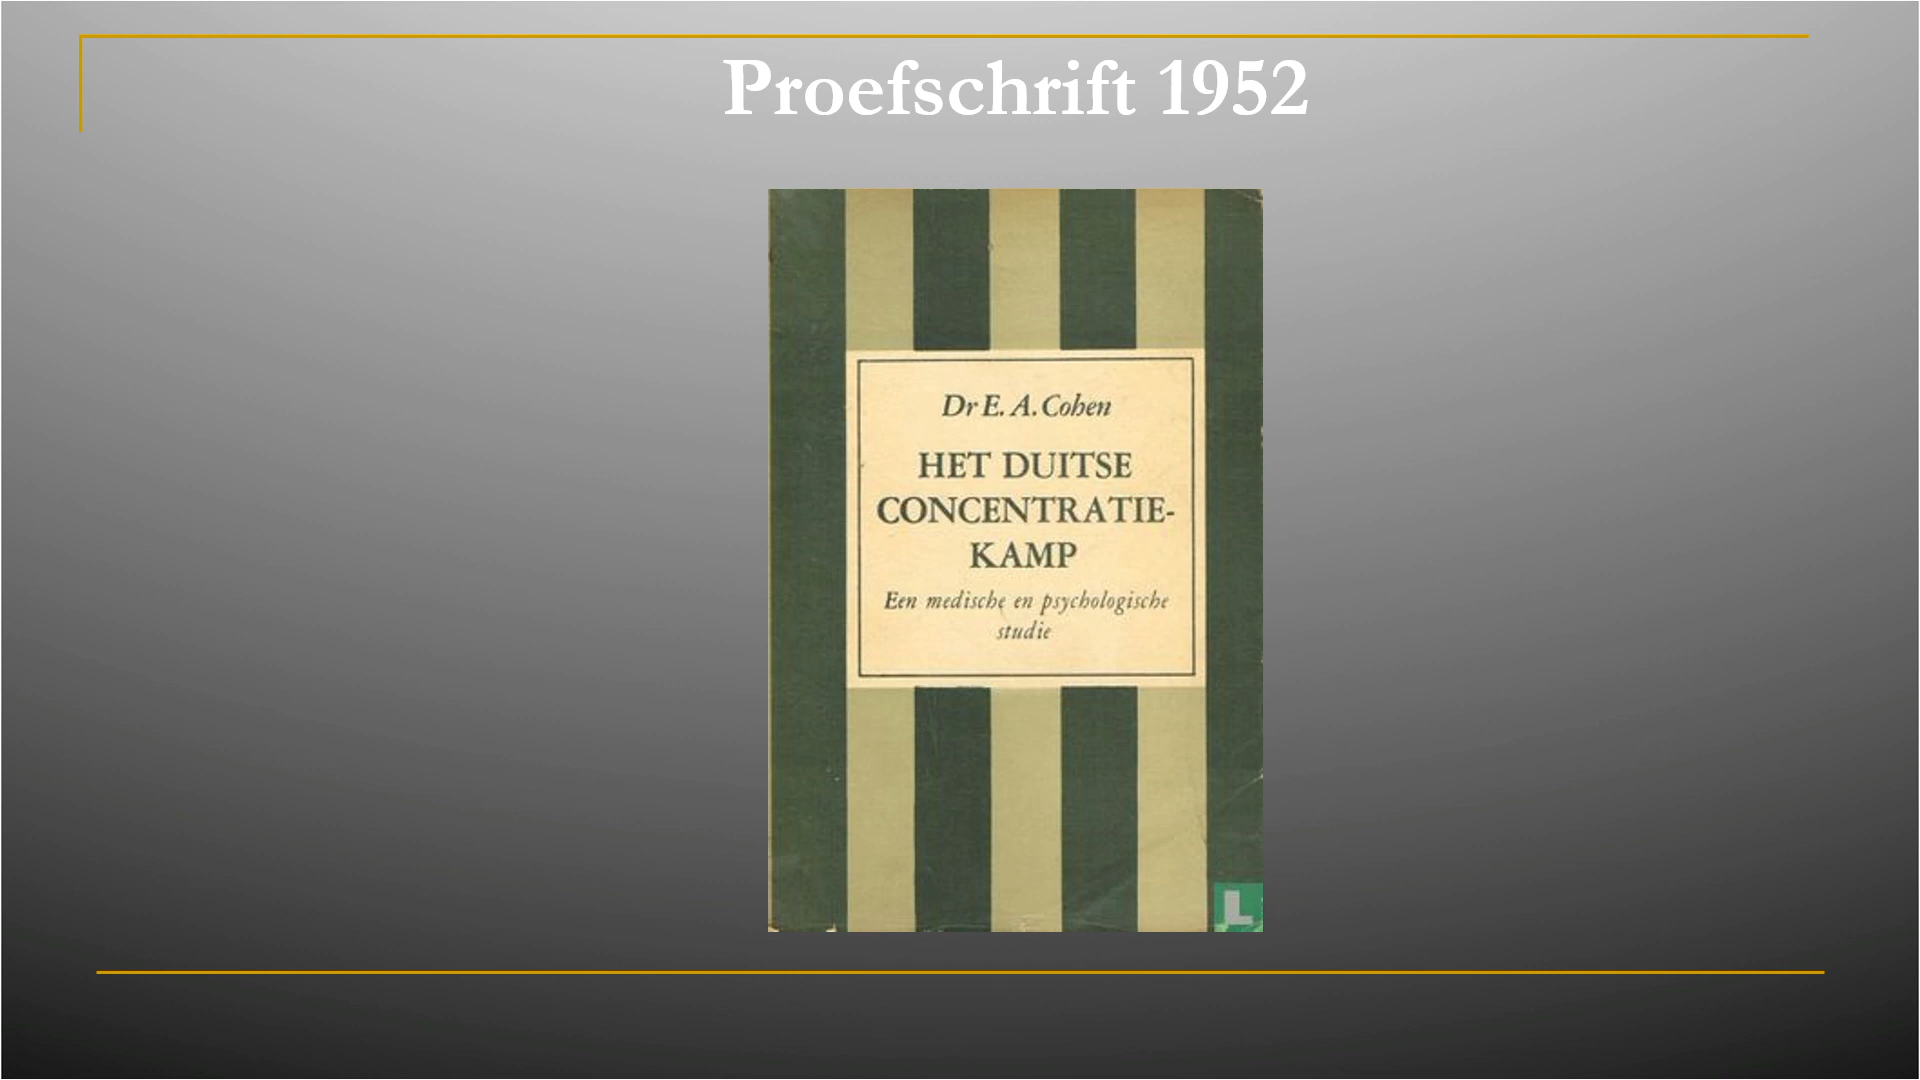 Proefschrift 1952
Dr E. A. Cohen
HET DUITSE
CONCENTRATIE-
KAMP
Een medische en psychologische
studie
L